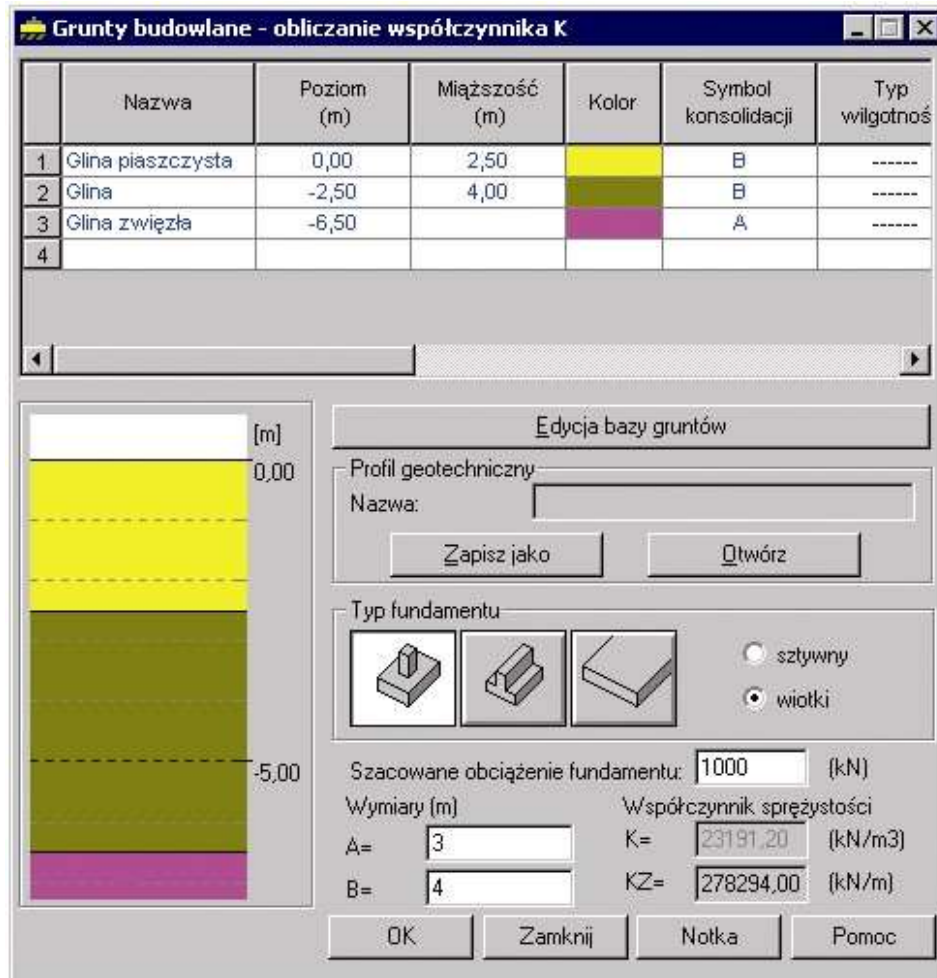 Grunty budowlane - obliczanie współczynnika K
Nazwa Poziom (m) Miąższość (m) Kolor Symbol konsolidacji Typ wilgotnoś
1 Glina piaszczysta 0,00 2,50 B ------
2 Glina -2,50 4,00 B ------
3 Glina zwięzła -6,50 A ------
4
[m]
0,00
-5,00
Edycja bazy gruntów
Profil geotechniczny
Nazwa:
Zapisz jako Otwórz
Typ fundamentu
sztywny
wiotki
Szacowane obciążenie fundamentu: 1000 (kN)
Wymiary (m) Współczynnik sprężystości
A= 3 K= 23191,20 (kN/m3)
B= 4 KZ= 278294,00 (kN/m)
OK Zamknij Notka Pomoc